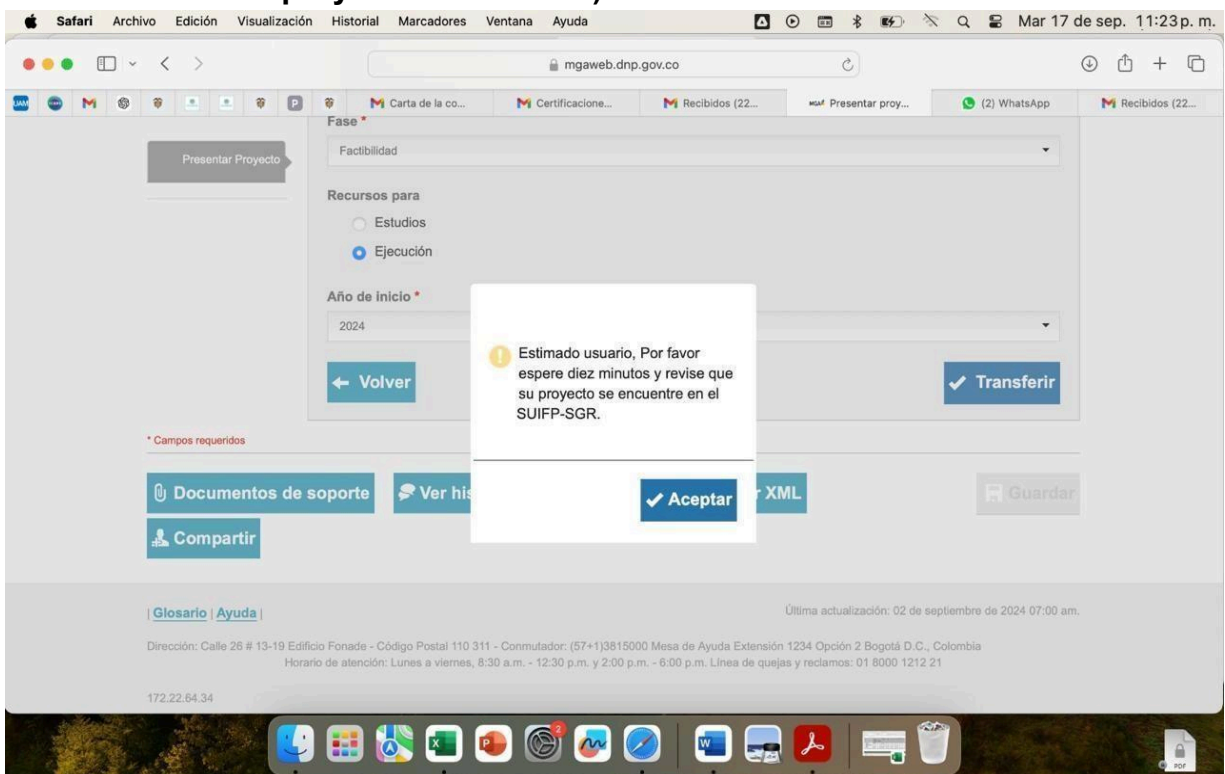 Safari Archivo Edición Visualización Historial Marcadores Ventana Ayuda Mar 17 de sep. 11:23 p. m.
mgaweb.dnp.gov.co
UAM P Carta de la co... Certificacione... Recibidos (22... MGA Presentar proy... (2) WhatsApp Recibidos (22...
Fase *
Presentar Proyecto
Factibilidad
Recursos para
Estudios
Ejecución
Año de inicio *
2024
Estimado usuario, Por favor
espere diez minutos y revise que
su proyecto se encuentre en el
SUIFP-SGR.
Aceptar
Volver
Transferir
* Campos requeridos
Documentos de soporte Ver his XML Guardar
Compartir
| Glosario | Ayuda | Última actualización: 02 de septiembre de 2024 07:00 am.
Dirección: Calle 26 # 13-19 Edificio Fonade - Código Postal 110 311 - Conmutador: (57+1)3815000 Mesa de Ayuda Extensión 1234 Opción 2 Bogotá D.C., Colombia
Horario de atención: Lunes a viernes, 8:30 a.m. - 12:30 p.m. y 2:00 p.m. - 6:00 p.m. Línea de quejas y reclamos: 01 8000 1212 21
172.22.64.34
2
PDF